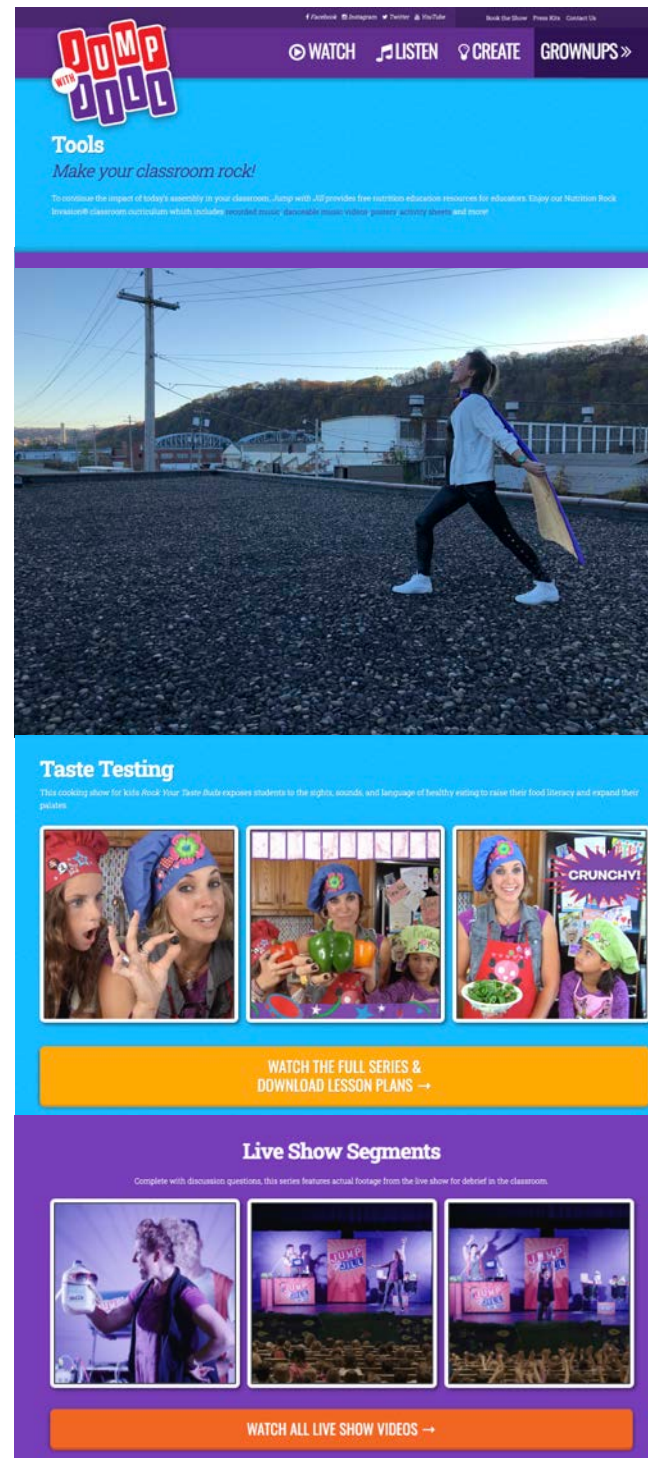 Facebook Instagram Twitter YouTube Book the Show Press Kits Contact Us
JUMP
WITH
JILL
WATCH LISTEN CREATE GROWNUPS »
Tools
Make your classroom rock!
To continue the impact of today's assembly in your classroom, Jump with Jill provides free nutrition education resources for educators. Enjoy our Nutrition Rock
Invasion® classroom curriculum which includes recorded music, danceable music videos, posters, activity sheets and more!
Taste Testing
This cooking show for kids Rock Your Taste Buds exposes students to the sights, sounds, and language of healthy eating to raise their food literacy and expand their
palates.
CRUNCHY!
WATCH THE FULL SERIES &
DOWNLOAD LESSON PLANS →
Live Show Segments
Complete with discussion questions, this series features actual footage from the live show for debrief in the classroom.
milk
JUMP
JILL
JUMP
JILL
WATCH ALL LIVE SHOW VIDEOS →